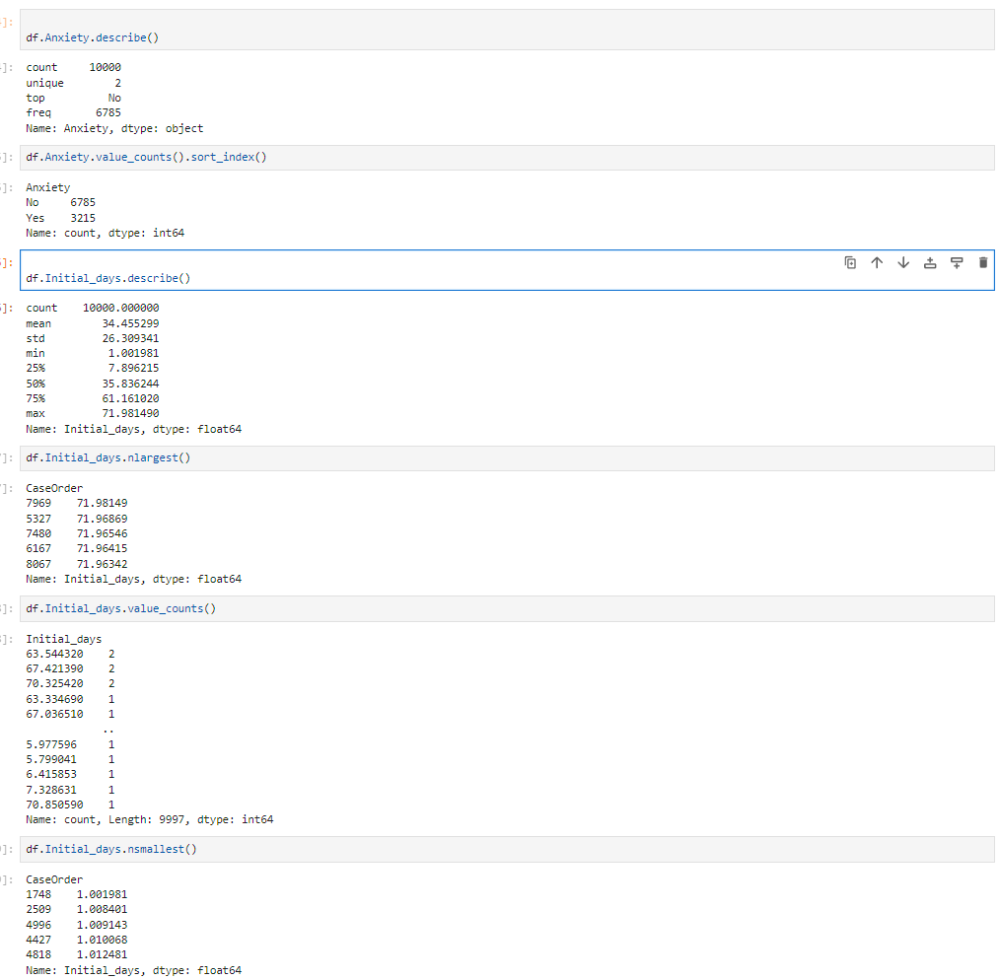 ]:
df.Anxiety.describe()
]:
count     10000
unique        2
top          No
freq       6785
Name: Anxiety, dtype: object
]:
df.Anxiety.value_counts().sort_index()
]:
Anxiety
No     6785
Yes    3215
Name: count, dtype: int64
]:
df.Initial_days.describe()
]:
count    10000.000000
mean        34.455299
std         26.309341
min          1.001981
25%          7.896215
50%         35.836244
75%         61.161020
max         71.981490
Name: Initial_days, dtype: float64
]:
df.Initial_days.nlargest()
]:
CaseOrder
7969    71.98149
5327    71.96869
7480    71.96546
6167    71.96415
8067    71.96342
Name: Initial_days, dtype: float64
]:
df.Initial_days.value_counts()
]:
Initial_days
63.544320    2
67.421390    2
70.325420    2
63.334690    1
67.036510    1
            ..
5.977596     1
5.799041     1
6.415853     1
7.328631     1
70.850590    1
Name: count, Length: 9997, dtype: int64
]:
df.Initial_days.nsmallest()
]:
CaseOrder
1748    1.001981
2509    1.008401
4996    1.009143
4427    1.010068
4818    1.012481
Name: Initial_days, dtype: float64